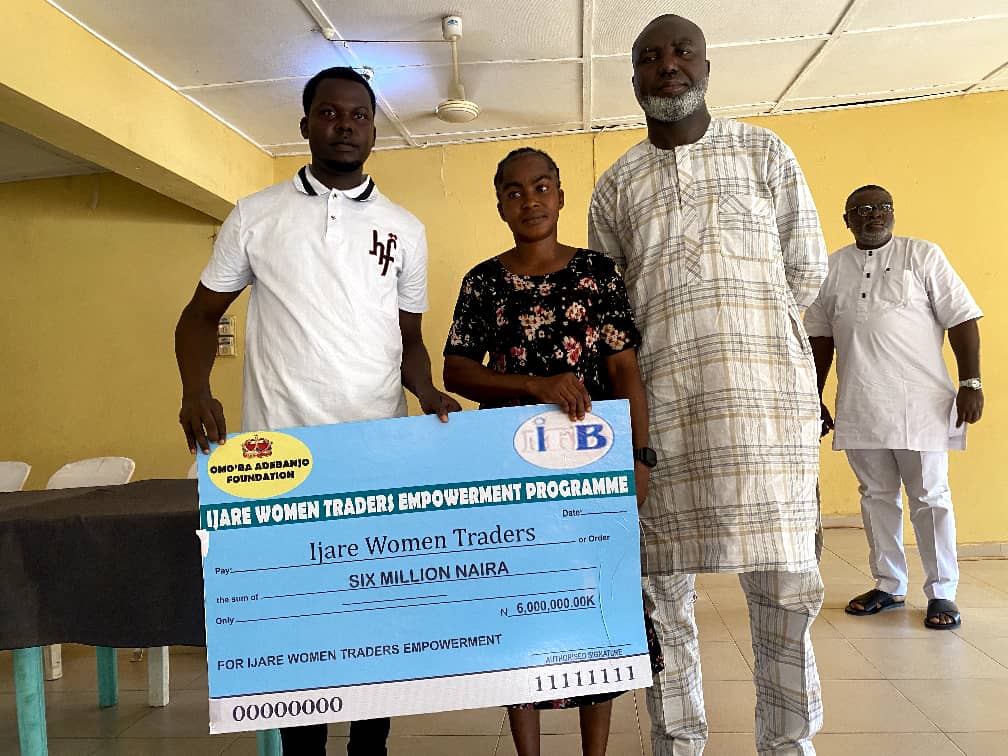 hf
OMO'BA ADEBANJO
FOUNDATION
IJARE WOMEN TRADERS EMPOWERMENT PROGRAMME
Date:
Pay: Ijare Women Traders or Order
the sum of SIX MILLION NAIRA
Only N 6,000,000.00K
FOR IJARE WOMEN TRADERS EMPOWERMENT
AUTHORISED SIGNATURE
00000000
11111111